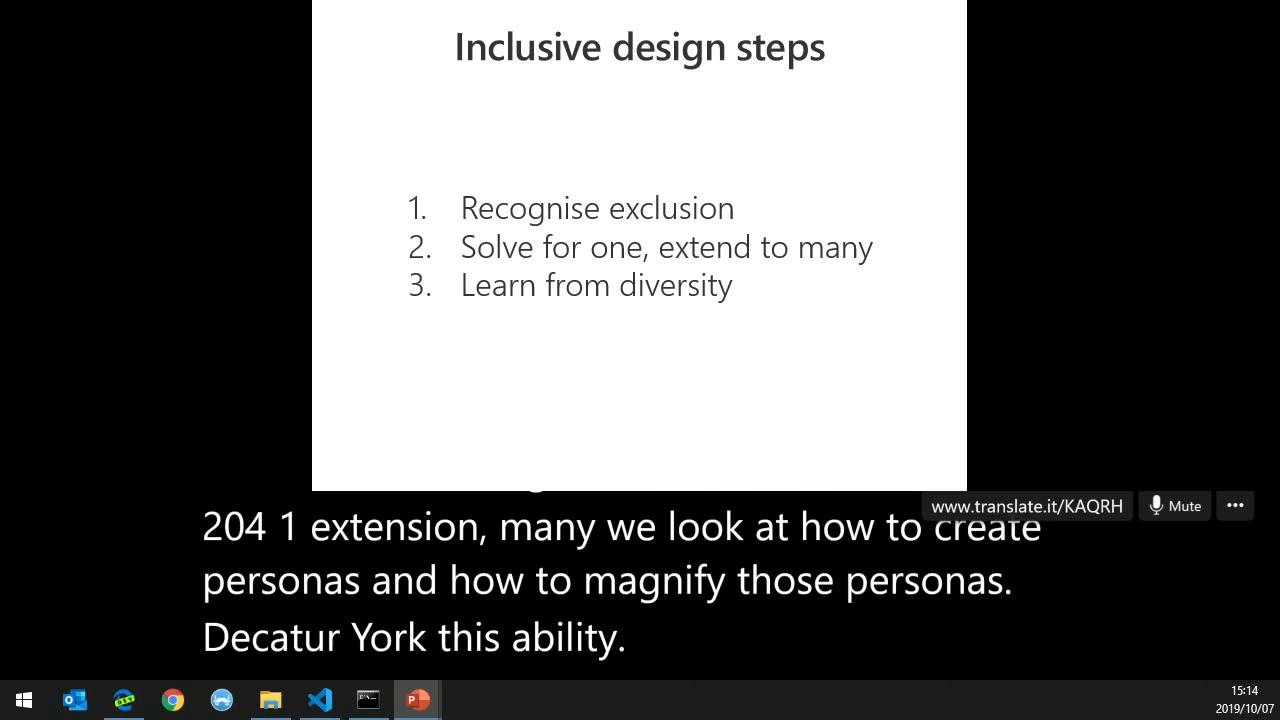 Inclusive design steps
1. Recognise exclusion
2. Solve for one, extend to many
3. Learn from diversity
www.translate.it/KAQRH Mute
204 1 extension, many we look at how to create
personas and how to magnify those personas.
Decatur York this ability.
15:14
2019/10/07